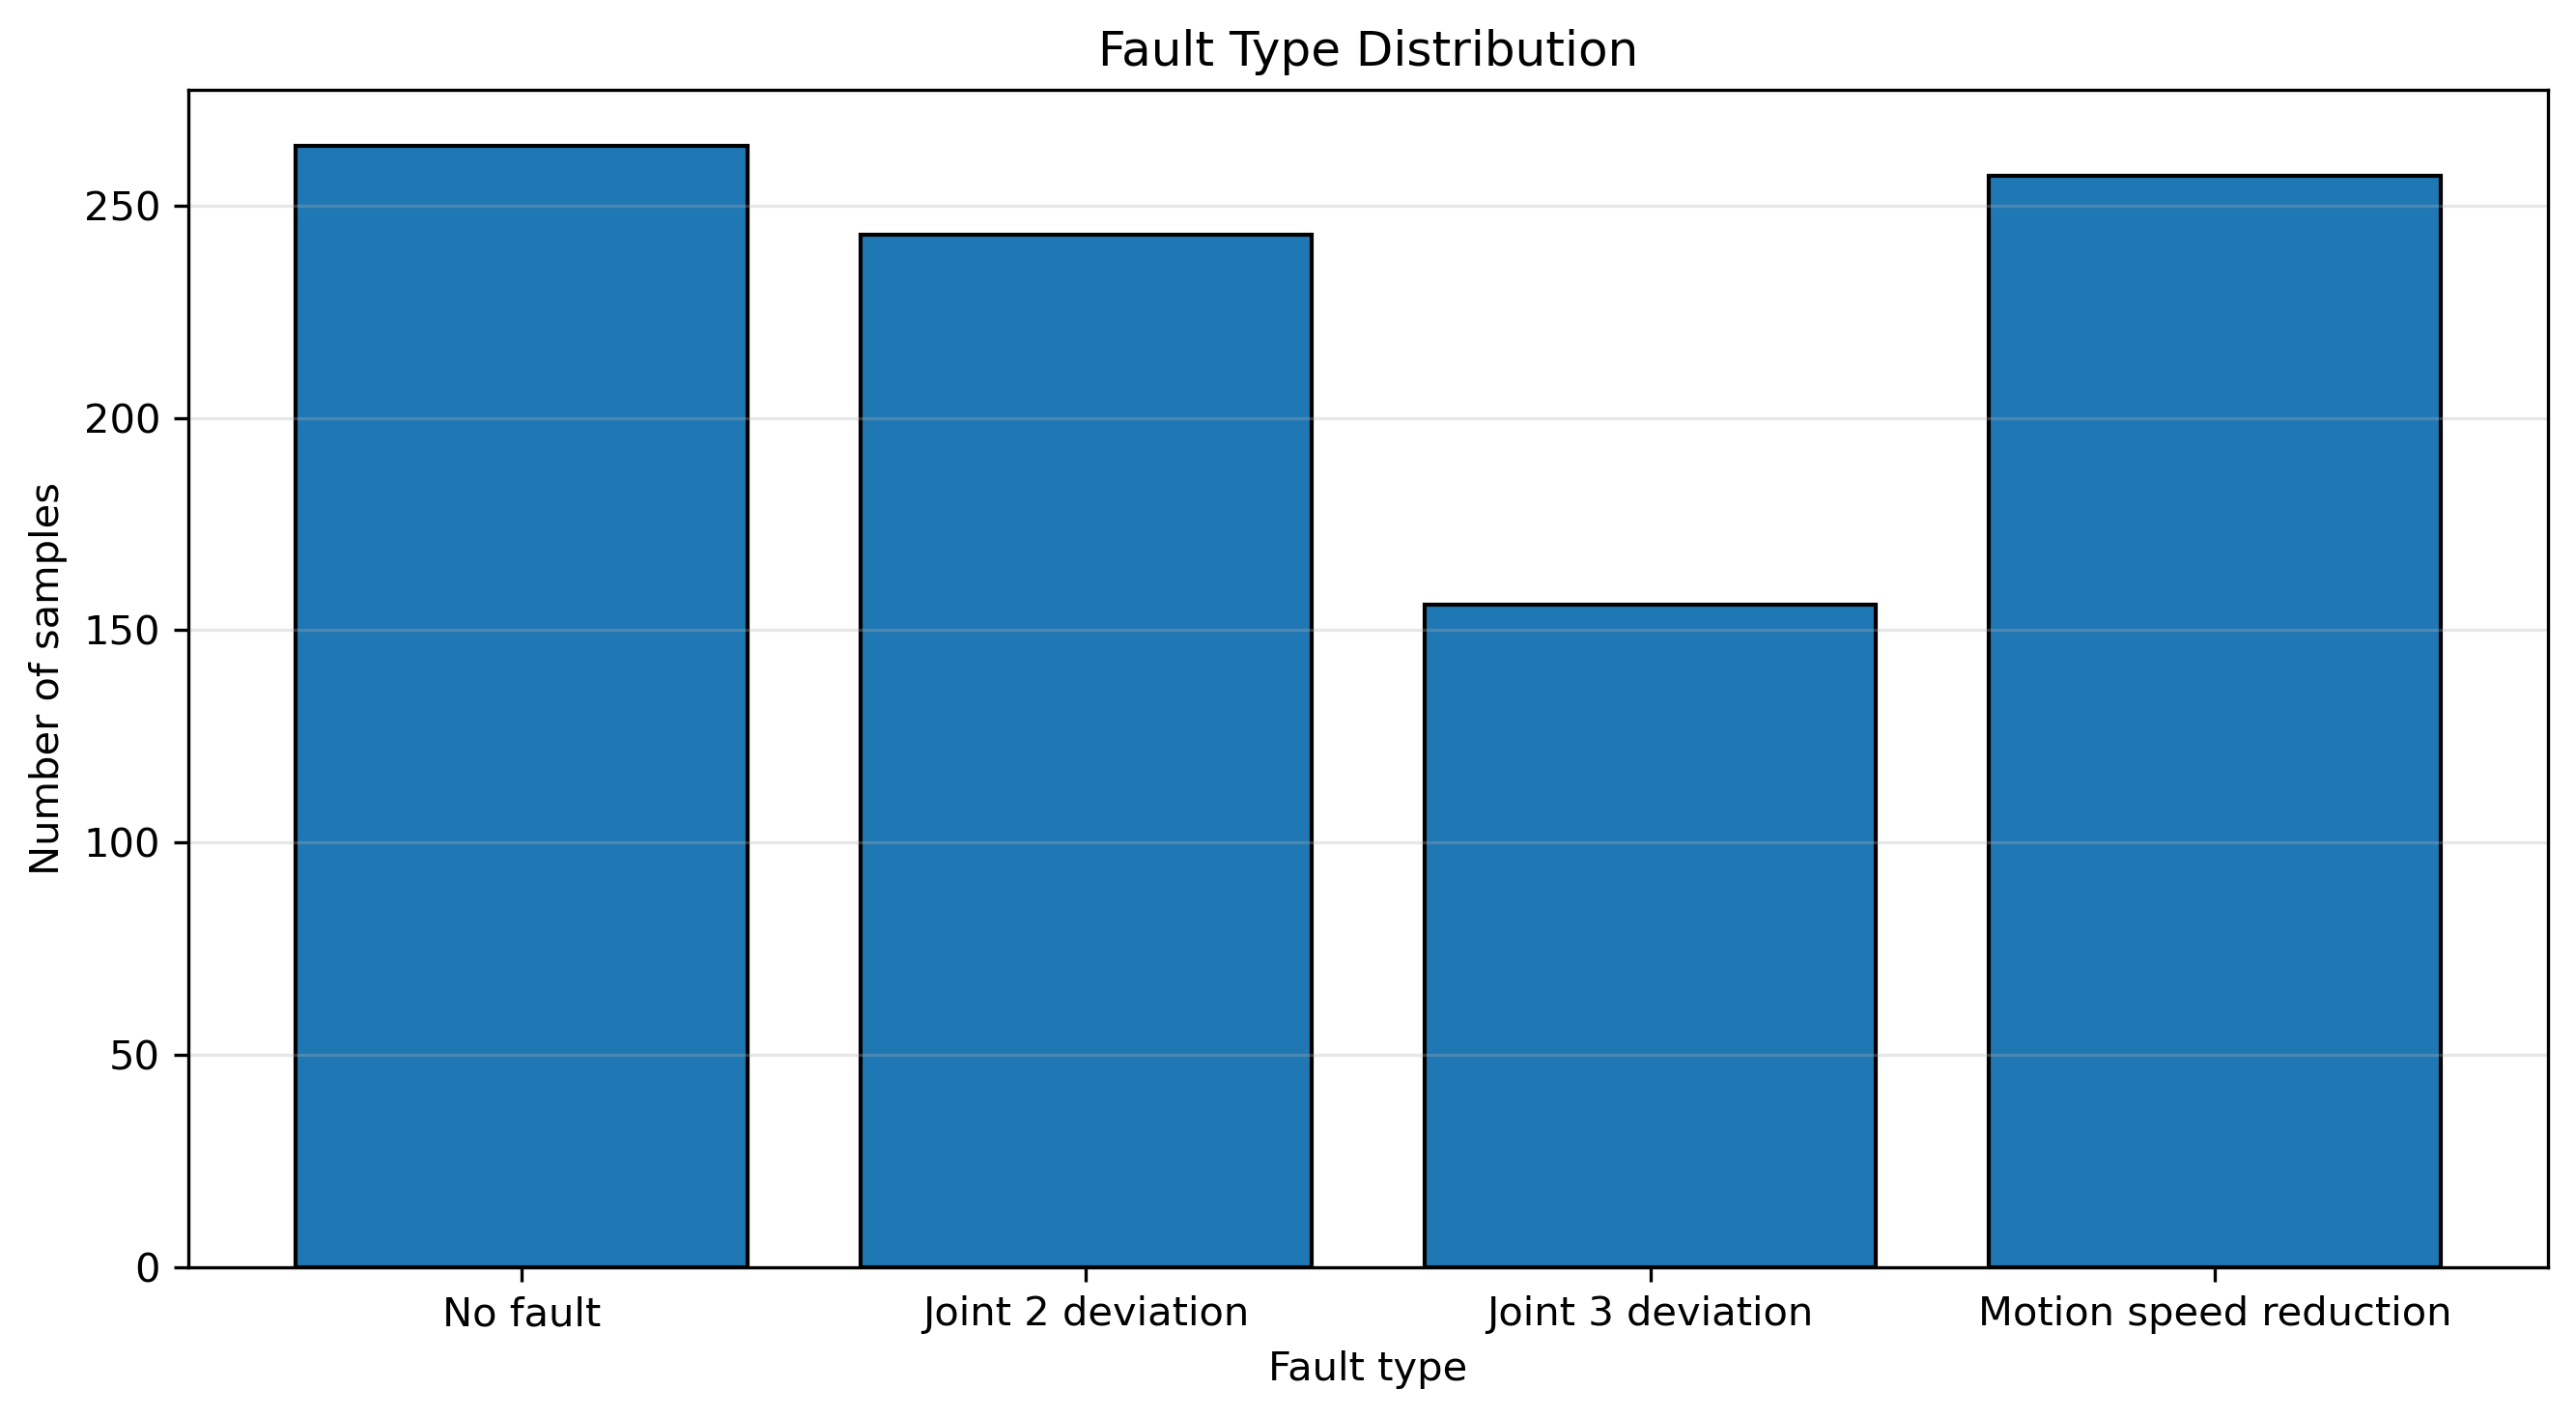 Fault Type Distribution
Number of samples
250
200
150
100
50
0
No fault
Joint 2 deviation
Joint 3 deviation
Motion speed reduction
Fault type